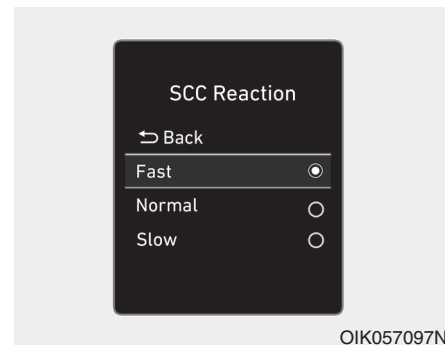 SCC Reaction
Back
Fast
Normal
Slow
OIK057097N